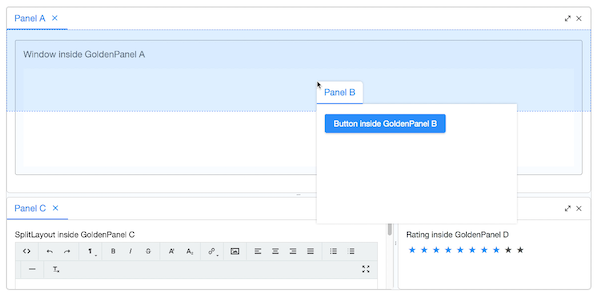 Panel A
Window inside GoldenPanel A
Panel B
Button inside GoldenPanel B
Panel C
SplitLayout inside GoldenPanel C
Rating inside GoldenPanel D